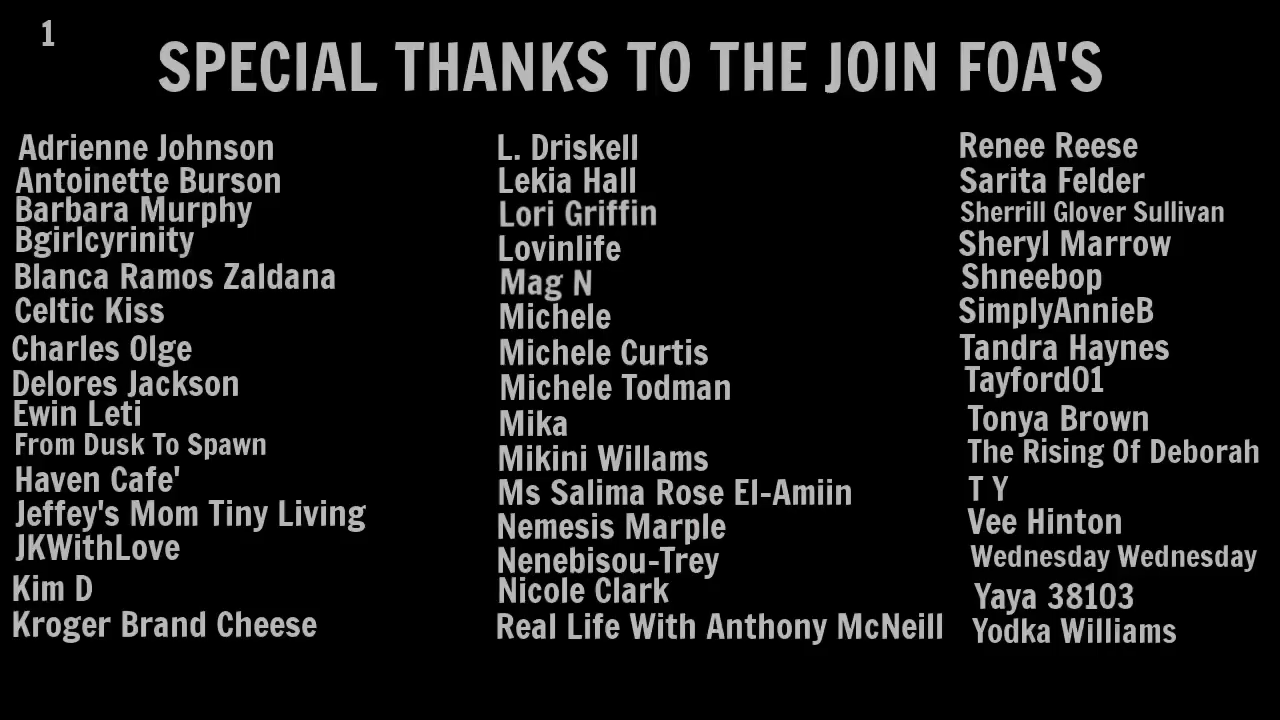 1
SPECIAL THANKS TO THE JOIN FOA'S
Adrienne Johnson
Antoinette Burson
Barbara Murphy
Bgirlcyrinity
Blanca Ramos Zaldana
Celtic Kiss
Charles Olge
Delores Jackson
Ewin Leti
From Dusk To Spawn
Haven Cafe'
Jeffey's Mom Tiny Living
JKWithLove
Kim D
Kroger Brand Cheese
L. Driskell
Lekia Hall
Lori Griffin
Lovinlife
Mag N
Michele
Michele Curtis
Michele Todman
Mika
Mikini Willams
Ms Salima Rose El-Amiin
Nemesis Marple
Nenebisou-Trey
Nicole Clark
Real Life With Anthony McNeill
Renee Reese
Sarita Felder
Sherrill Glover Sullivan
Sheryl Marrow
Shneebop
SimplyAnnieB
Tandra Haynes
Tayford01
Tonya Brown
The Rising Of Deborah
T Y
Vee Hinton
Wednesday Wednesday
Yaya 38103
Yodka Williams